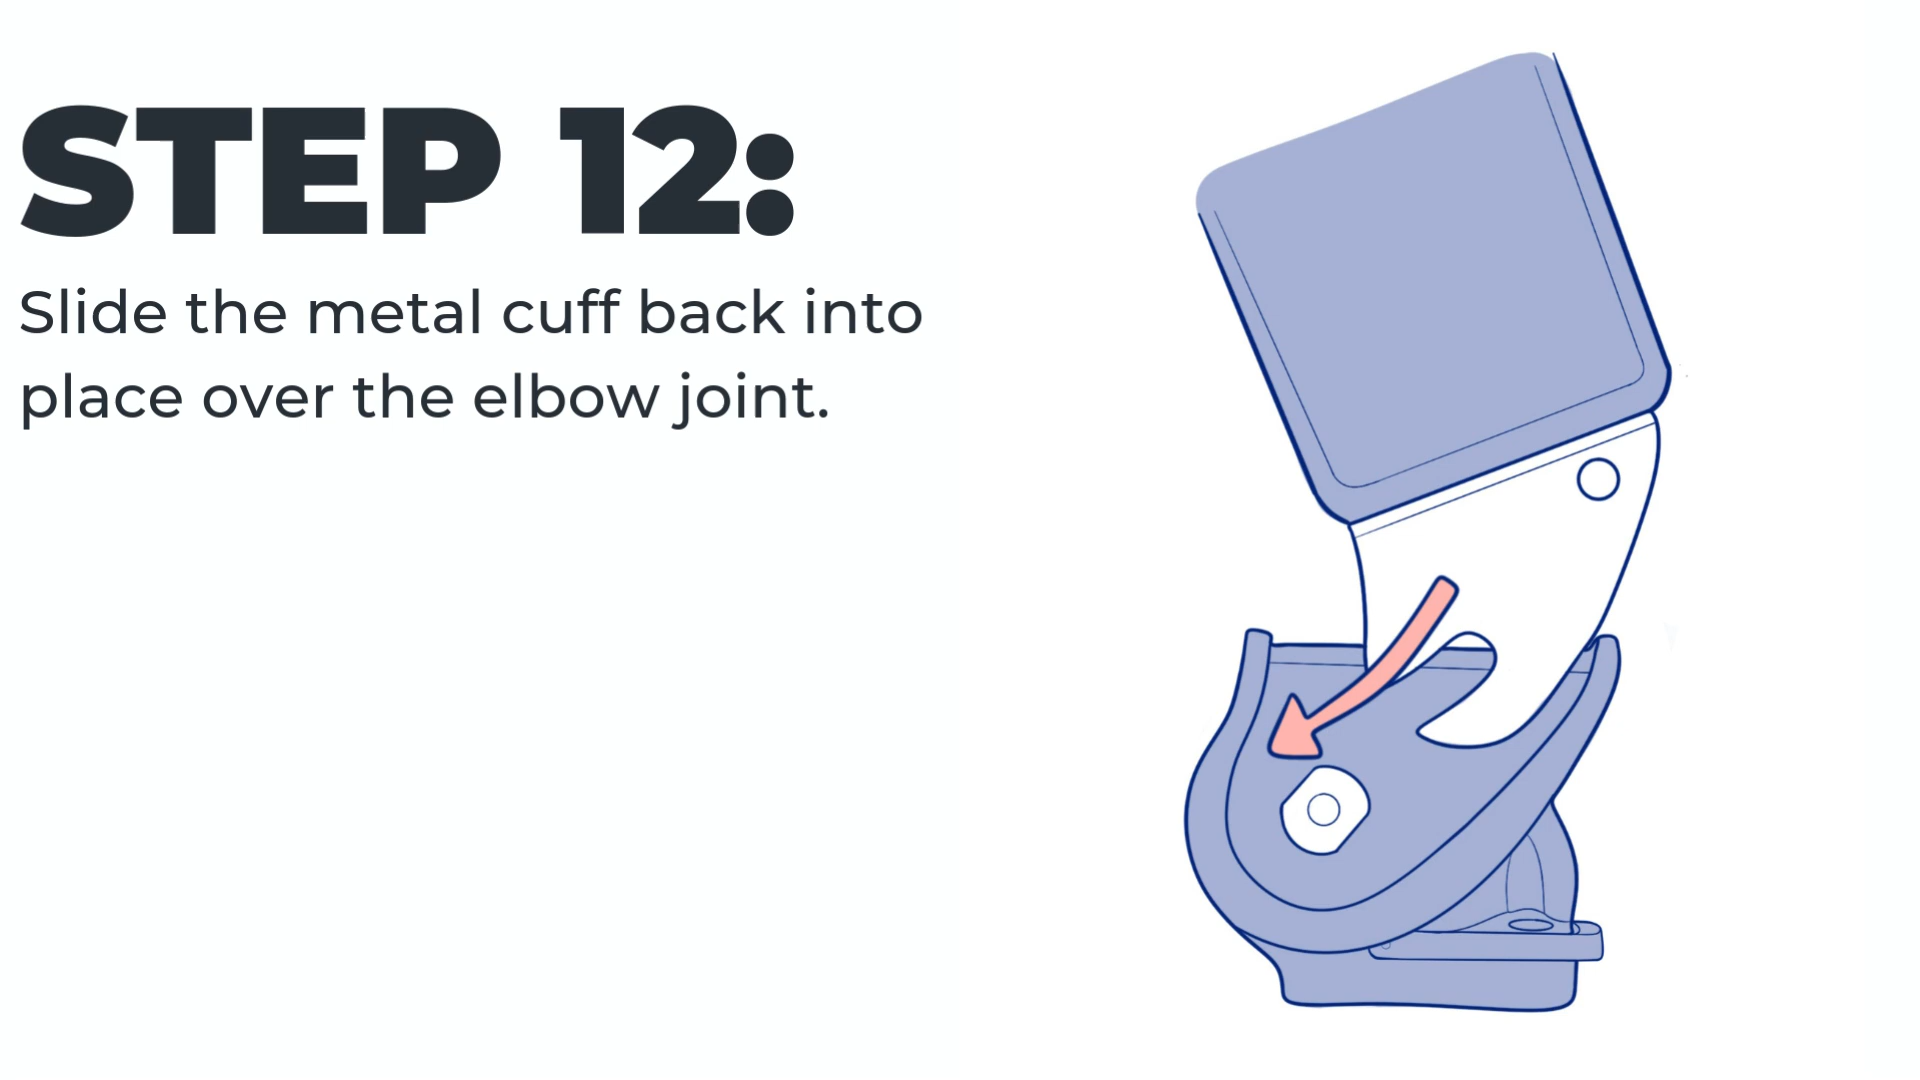 STEP 12:
Slide the metal cuff back into
place over the elbow joint.